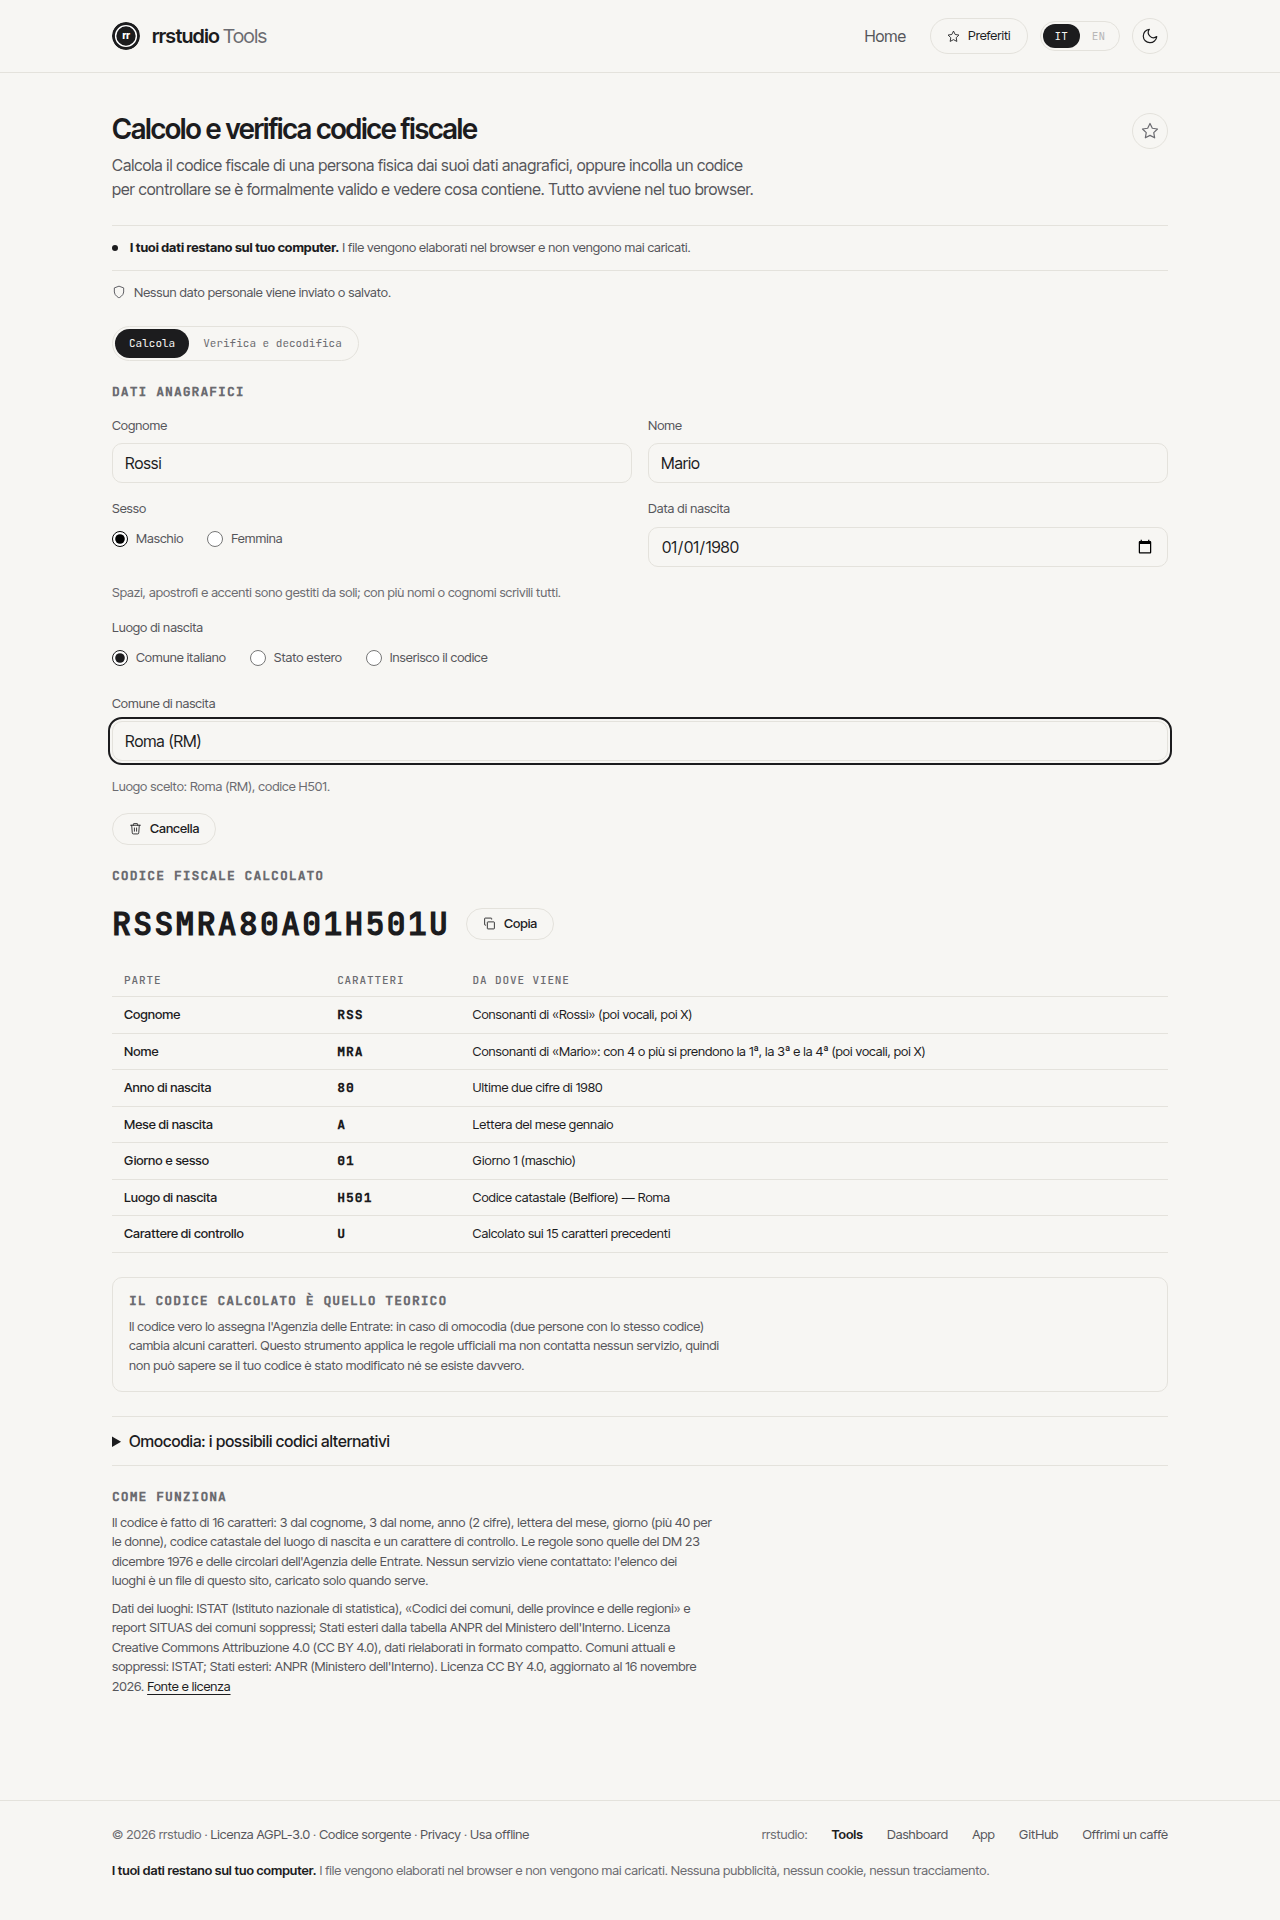 rr rrstudio Tools
Home
Preferiti
IT EN
Calcolo e verifica codice fiscale
Calcola il codice fiscale di una persona fisica dai suoi dati anagrafici, oppure incolla un codice
per controllare se è formalmente valido e vedere cosa contiene. Tutto avviene nel tuo browser.
I tuoi dati restano sul tuo computer. I file vengono elaborati nel browser e non vengono mai caricati.
Nessun dato personale viene inviato o salvato.
Calcola Verifica e decodifica
DATI ANAGRAFICI
Cognome Nome
Rossi Mario
Sesso Data di nascita
Maschio Femmina 01/01/1980
Spazi, apostrofi e accenti sono gestiti da soli; con più nomi o cognomi scrivili tutti.
Luogo di nascita
Comune italiano Stato estero Inserisco il codice
Comune di nascita
Roma (RM)
Luogo scelto: Roma (RM), codice H501.
Cancella
CODICE FISCALE CALCOLATO
RSSMRA80A01H501U Copia
PARTE CARATTERI DA DOVE VIENE
Cognome RSS Consonanti di «Rossi» (poi vocali, poi X)
Nome MRA Consonanti di «Mario»: con 4 o più si prendono la 1ª, la 3ª e la 4ª (poi vocali, poi X)
Anno di nascita 80 Ultime due cifre di 1980
Mese di nascita A Lettera del mese gennaio
Giorno e sesso 01 Giorno 1 (maschio)
Luogo di nascita H501 Codice catastale (Belfiore) — Roma
Carattere di controllo U Calcolato sui 15 caratteri precedenti
IL CODICE CALCOLATO È QUELLO TEORICO
Il codice vero lo assegna l'Agenzia delle Entrate: in caso di omocodia (due persone con lo stesso codice)
cambia alcuni caratteri. Questo strumento applica le regole ufficiali ma non contatta nessun servizio, quindi
non può sapere se il tuo codice è stato modificato né se esiste davvero.
Omocodia: i possibili codici alternativi
COME FUNZIONA
Il codice è fatto di 16 caratteri: 3 dal cognome, 3 dal nome, anno (2 cifre), lettera del mese, giorno (più 40 per
le donne), codice catastale del luogo di nascita e un carattere di controllo. Le regole sono quelle del DM 23
dicembre 1976 e delle circolari dell'Agenzia delle Entrate. Nessun servizio viene contattato: l'elenco dei
luoghi è un file di questo sito, caricato solo quando serve.
Dati dei luoghi: ISTAT (Istituto nazionale di statistica), «Codici dei comuni, delle province e delle regioni» e
report SITUAS dei comuni soppressi; Stati esteri dalla tabella ANPR del Ministero dell'Interno. Licenza
Creative Commons Attribuzione 4.0 (CC BY 4.0), dati rielaborati in formato compatto. Comuni attuali e
soppressi: ISTAT; Stati esteri: ANPR (Ministero dell'Interno). Licenza CC BY 4.0, aggiornato al 16 novembre
2026. Fonte e licenza
© 2026 rrstudio · Licenza AGPL-3.0 · Codice sorgente · Privacy · Usa offline
rrstudio: Tools Dashboard App GitHub Offrimi un caffè
I tuoi dati restano sul tuo computer. I file vengono elaborati nel browser e non vengono mai caricati. Nessuna pubblicità, nessun cookie, nessun tracciamento.